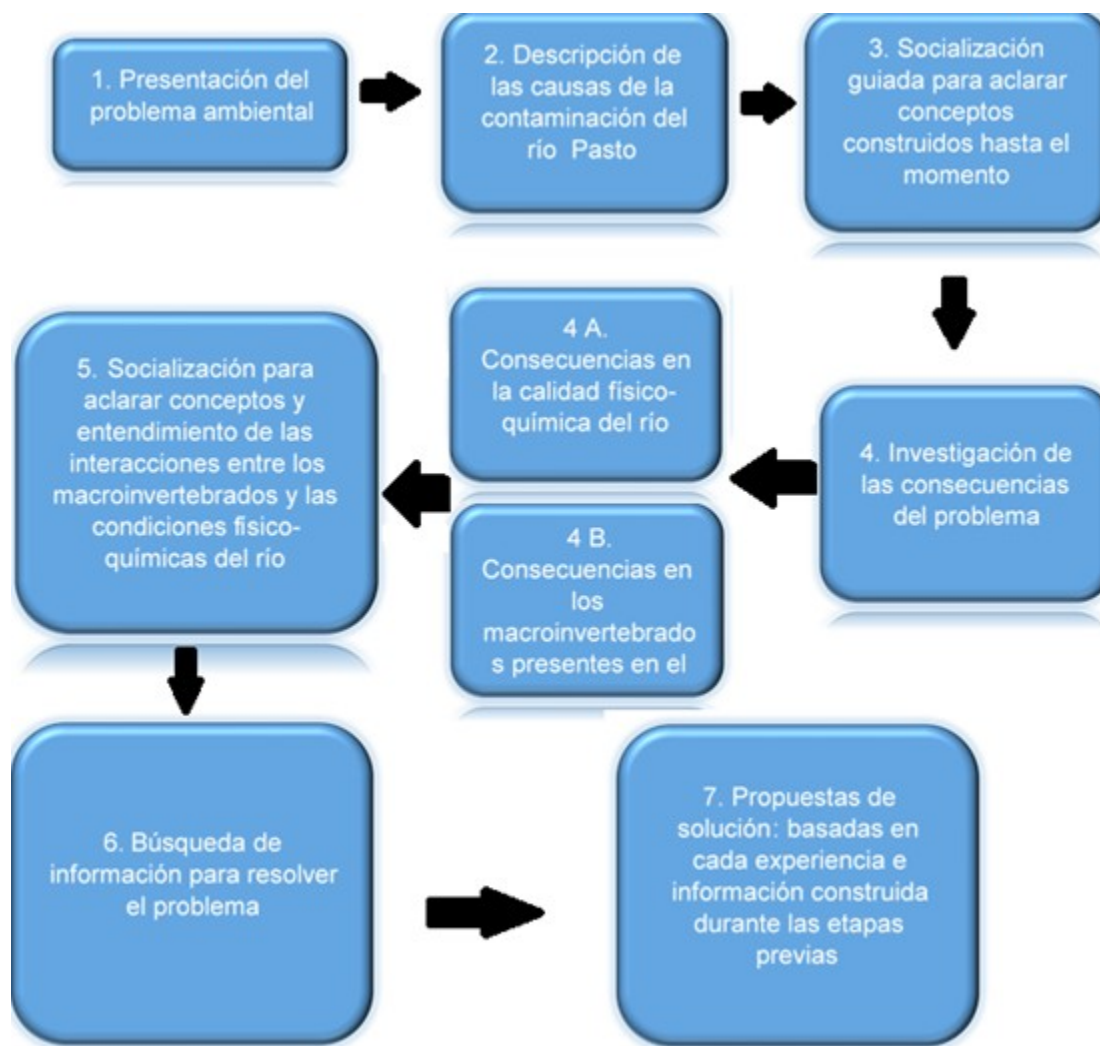 1. Presentación del
problema ambiental
2. Descripción de
las causas de la
contaminación del
río Pasto
3. Socialización
guiada para aclarar
conceptos
construidos hasta el
momento
4. Investigación de
las consecuencias
del problema
4 A.
Consecuencias en
la calidad físico-
química del río
4 B.
Consecuencias en
los
macroinvertebrado
s presentes en el
5. Socialización para
aclarar conceptos y
entendimiento de las
interacciones entre los
macroinvertebrados y las
condiciones físico-
químicas del río
6. Búsqueda de
información para resolver
el problema
7. Propuestas de
solución: basadas en
cada experiencia e
información construida
durante las etapas
previas